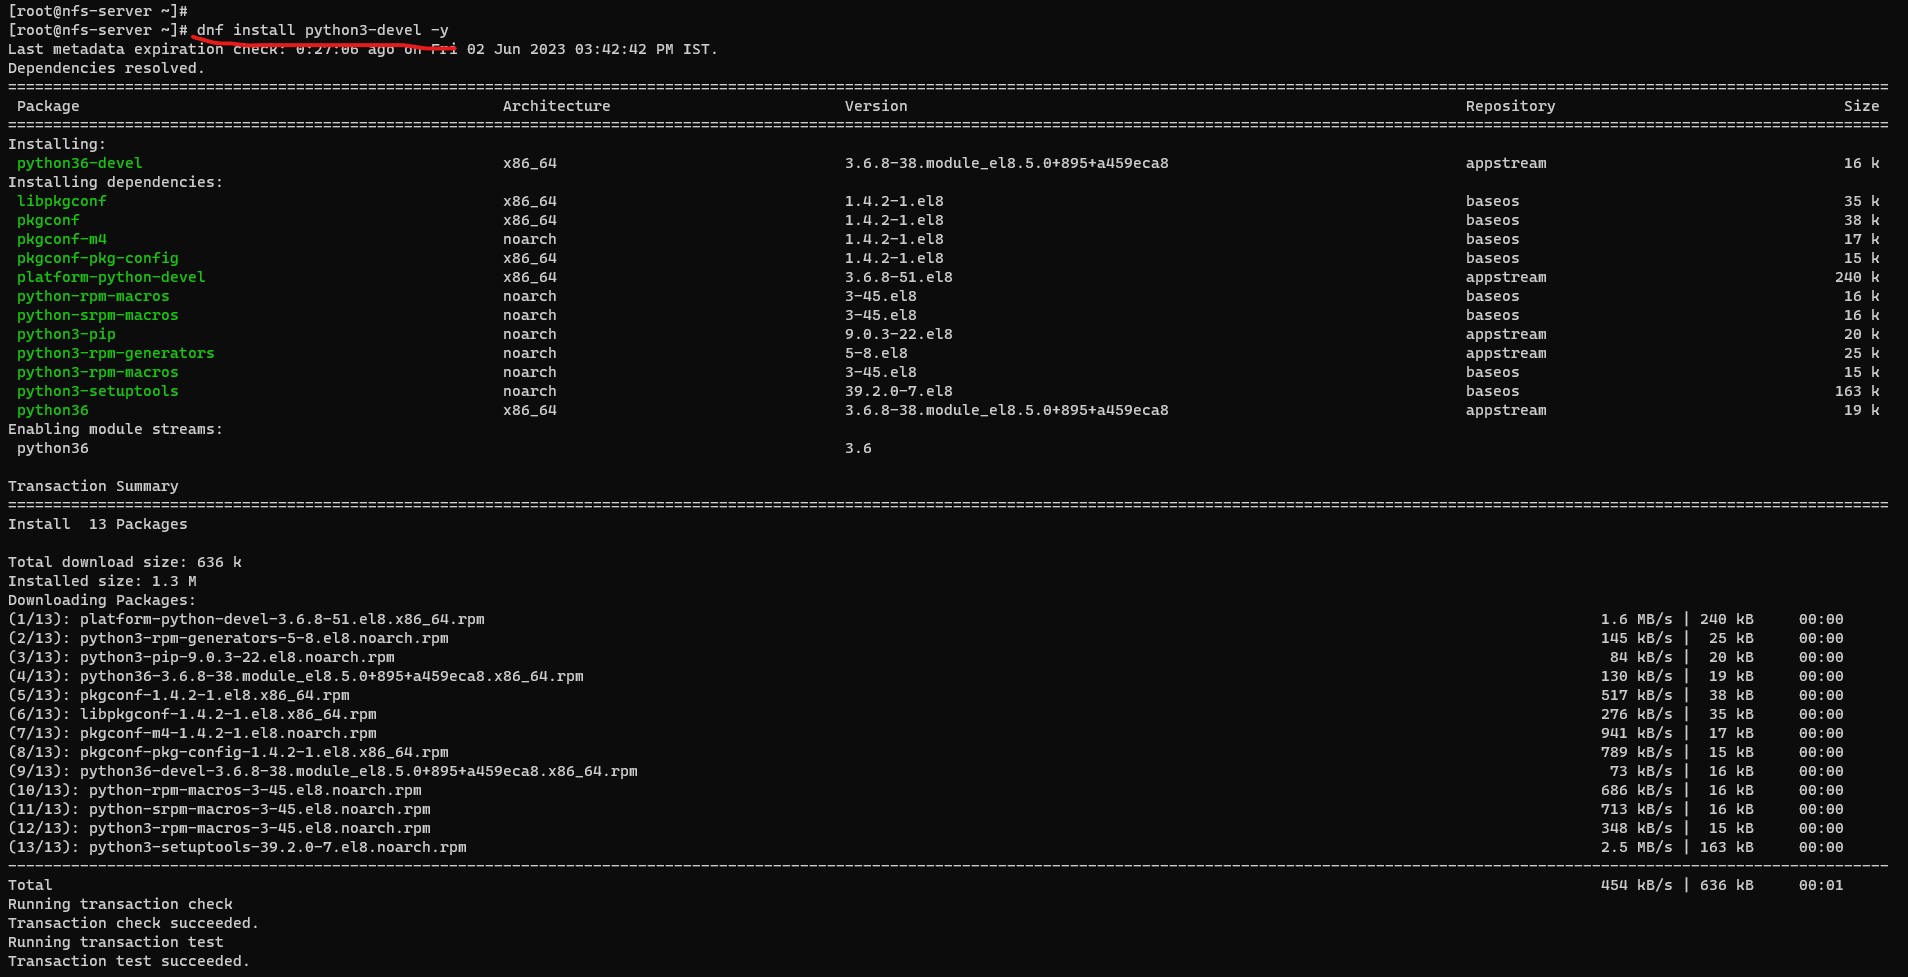 [root@nfs-server ~]#
[root@nfs-server ~]# dnf install python3-devel -y
Last metadata expiration check: 0:27:06 ago on Fri 02 Jun 2023 03:42:42 PM IST.
Dependencies resolved.
================================================================================
Package Architecture Version Repository Size
================================================================================
Installing:
python36-devel x86_64 3.6.8-38.module_el8.5.0+895+a459eca8 appstream 16 k
Installing dependencies:
libpkgconf x86_64 1.4.2-1.el8 baseos 35 k
pkgconf x86_64 1.4.2-1.el8 baseos 38 k
pkgconf-m4 noarch 1.4.2-1.el8 baseos 17 k
pkgconf-pkg-config x86_64 1.4.2-1.el8 baseos 15 k
platform-python-devel x86_64 3.6.8-51.el8 appstream 240 k
python-rpm-macros noarch 3-45.el8 baseos 16 k
python-srpm-macros noarch 3-45.el8 baseos 16 k
python3-pip noarch 9.0.3-22.el8 appstream 20 k
python3-rpm-generators noarch 5-8.el8 appstream 25 k
python3-rpm-macros noarch 3-45.el8 baseos 15 k
python3-setuptools noarch 39.2.0-7.el8 baseos 163 k
python36 x86_64 3.6.8-38.module_el8.5.0+895+a459eca8 appstream 19 k
Enabling module streams:
python36 3.6
Transaction Summary
================================================================================
Install 13 Packages
Total download size: 636 k
Installed size: 1.3 M
Downloading Packages:
(1/13): platform-python-devel-3.6.8-51.el8.x86_64.rpm 1.6 MB/s | 240 kB 00:00
(2/13): python3-rpm-generators-5-8.el8.noarch.rpm 145 kB/s | 25 kB 00:00
(3/13): python3-pip-9.0.3-22.el8.noarch.rpm 84 kB/s | 20 kB 00:00
(4/13): python36-3.6.8-38.module_el8.5.0+895+a459eca8.x86_64.rpm 130 kB/s | 19 kB 00:00
(5/13): pkgconf-1.4.2-1.el8.x86_64.rpm 517 kB/s | 38 kB 00:00
(6/13): libpkgconf-1.4.2-1.el8.x86_64.rpm 276 kB/s | 35 kB 00:00
(7/13): pkgconf-m4-1.4.2-1.el8.noarch.rpm 941 kB/s | 17 kB 00:00
(8/13): pkgconf-pkg-config-1.4.2-1.el8.x86_64.rpm 789 kB/s | 15 kB 00:00
(9/13): python36-devel-3.6.8-38.module_el8.5.0+895+a459eca8.x86_64.rpm 73 kB/s | 16 kB 00:00
(10/13): python-rpm-macros-3-45.el8.noarch.rpm 686 kB/s | 16 kB 00:00
(11/13): python-srpm-macros-3-45.el8.noarch.rpm 713 kB/s | 16 kB 00:00
(12/13): python3-rpm-macros-3-45.el8.noarch.rpm 348 kB/s | 15 kB 00:00
(13/13): python3-setuptools-39.2.0-7.el8.noarch.rpm 2.5 MB/s | 163 kB 00:00
--------------------------------------------------------------------------------
Total 454 kB/s | 636 kB 00:01
Running transaction check
Transaction check succeeded.
Running transaction test
Transaction test succeeded.